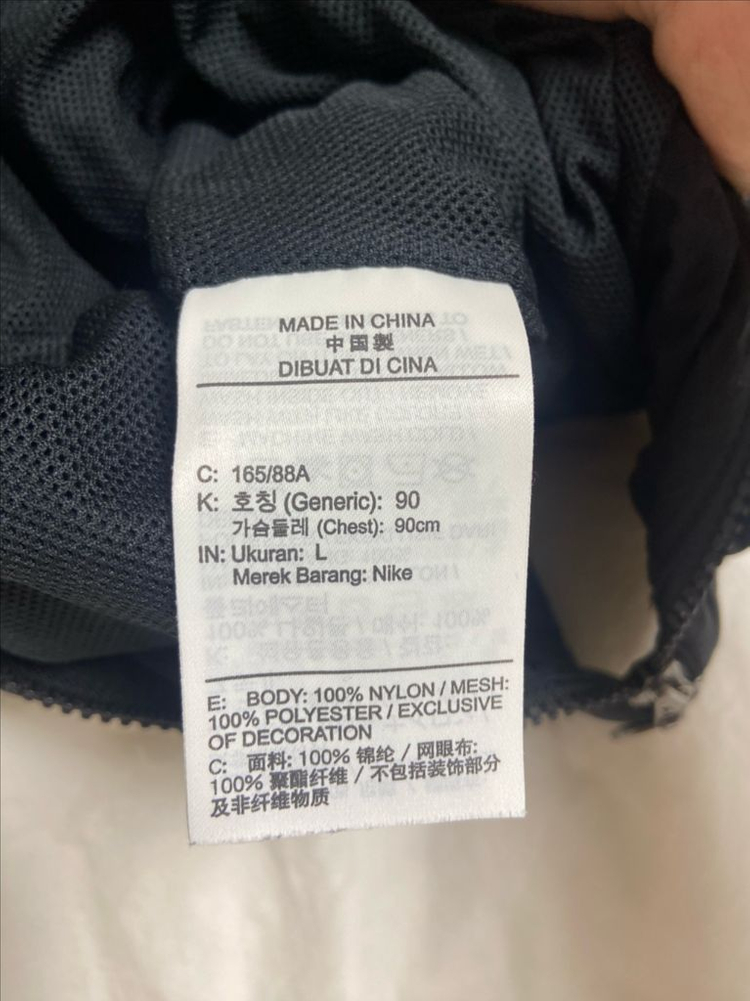 MADE IN CHINA
中国製
DIBUAT DI CINA
C: 165/88A
K: 호칭 (Generic): 90
가슴둘레 (Chest): 90cm
IN: Ukuran: L
Merek Barang: Nike
E: BODY: 100% NYLON / MESH:
100% POLYESTER / EXCLUSIVE
OF DECORATION
C: 面料: 100% 锦纶 / 网眼布:
100% 聚酯纤维 / 不包括装饰部分
及非纤维物质